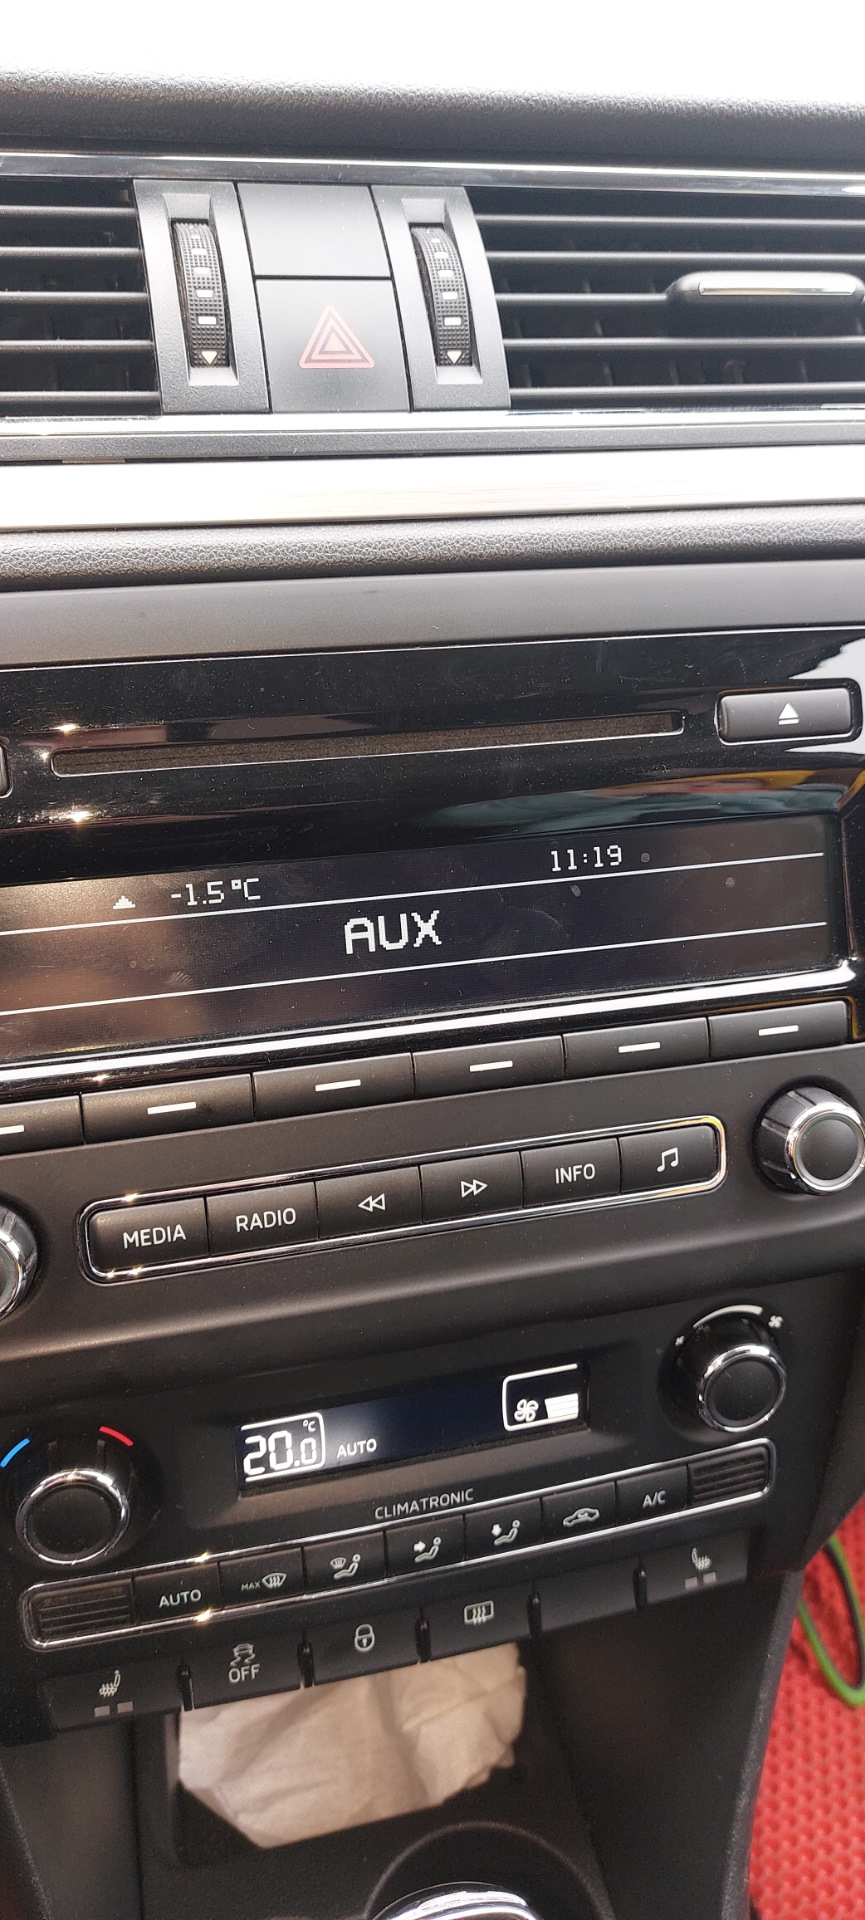 11:19
-1.5°C
AUX
MEDIA RADIO INFO
20.0 °C AUTO
CLIMATRONIC
AUTO MAX A/C
OFF